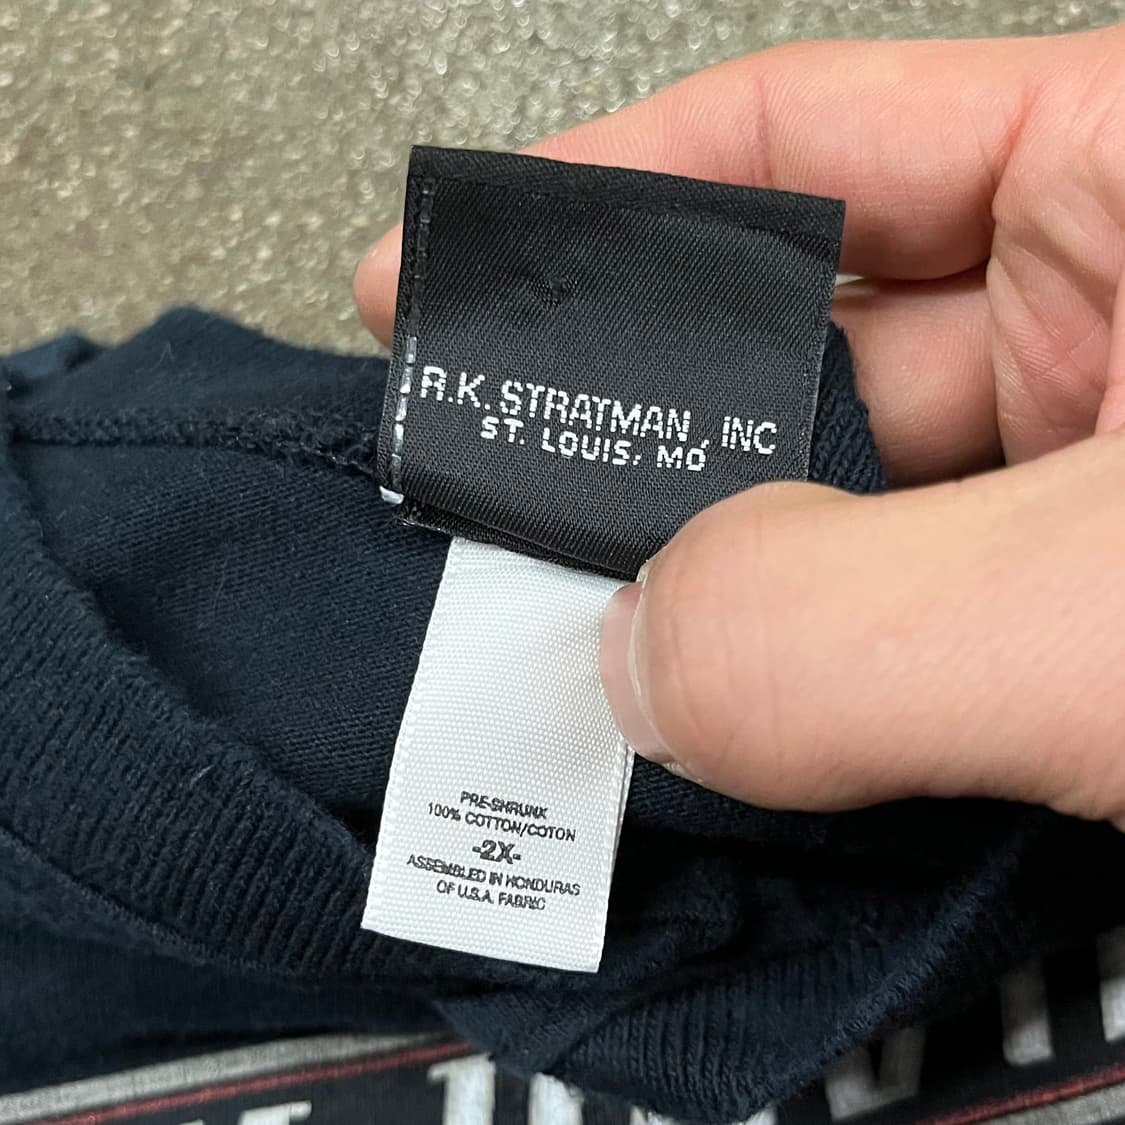 R.K. STRATMAN, INC
ST. LOUIS, MO
PRE-SHRUNK
100% COTTON/COTON
-2X-
ASSEMBLED IN HONDURAS
OF U.S.A. FABRIC